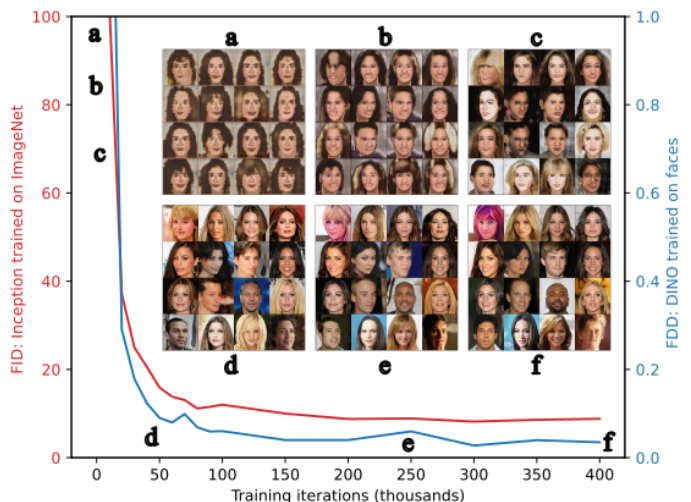 100
80
60
40
20
0
FID: Inception trained on ImageNet
a
b
c
a
b
c
d
e
f
d
e
f
1.0
0.8
0.6
0.4
0.2
0.0
FDD: DINO trained on faces
0
50
100
150
200
250
300
350
400
Training iterations (thousands)